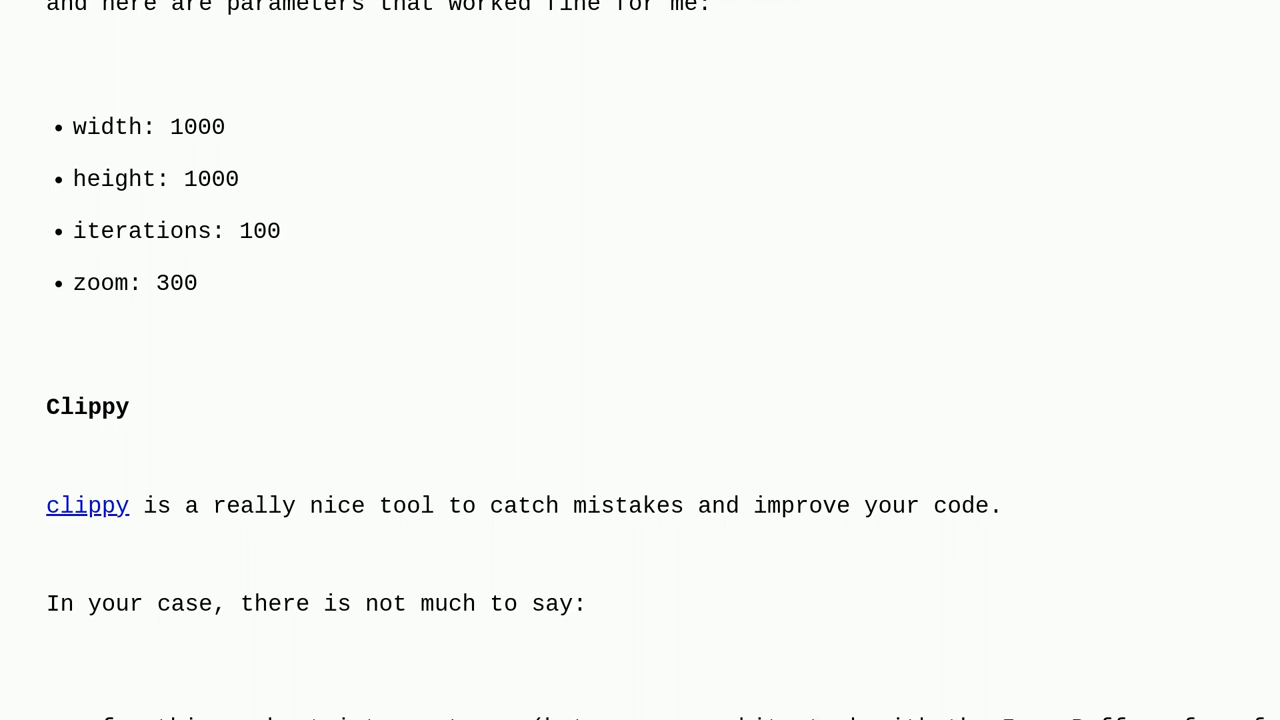 and here are parameters that worked fine for me:
• width: 1000
• height: 1000
• iterations: 100
• zoom: 300
Clippy
clippy is a really nice tool to catch mistakes and improve your code.
In your case, there is not much to say: